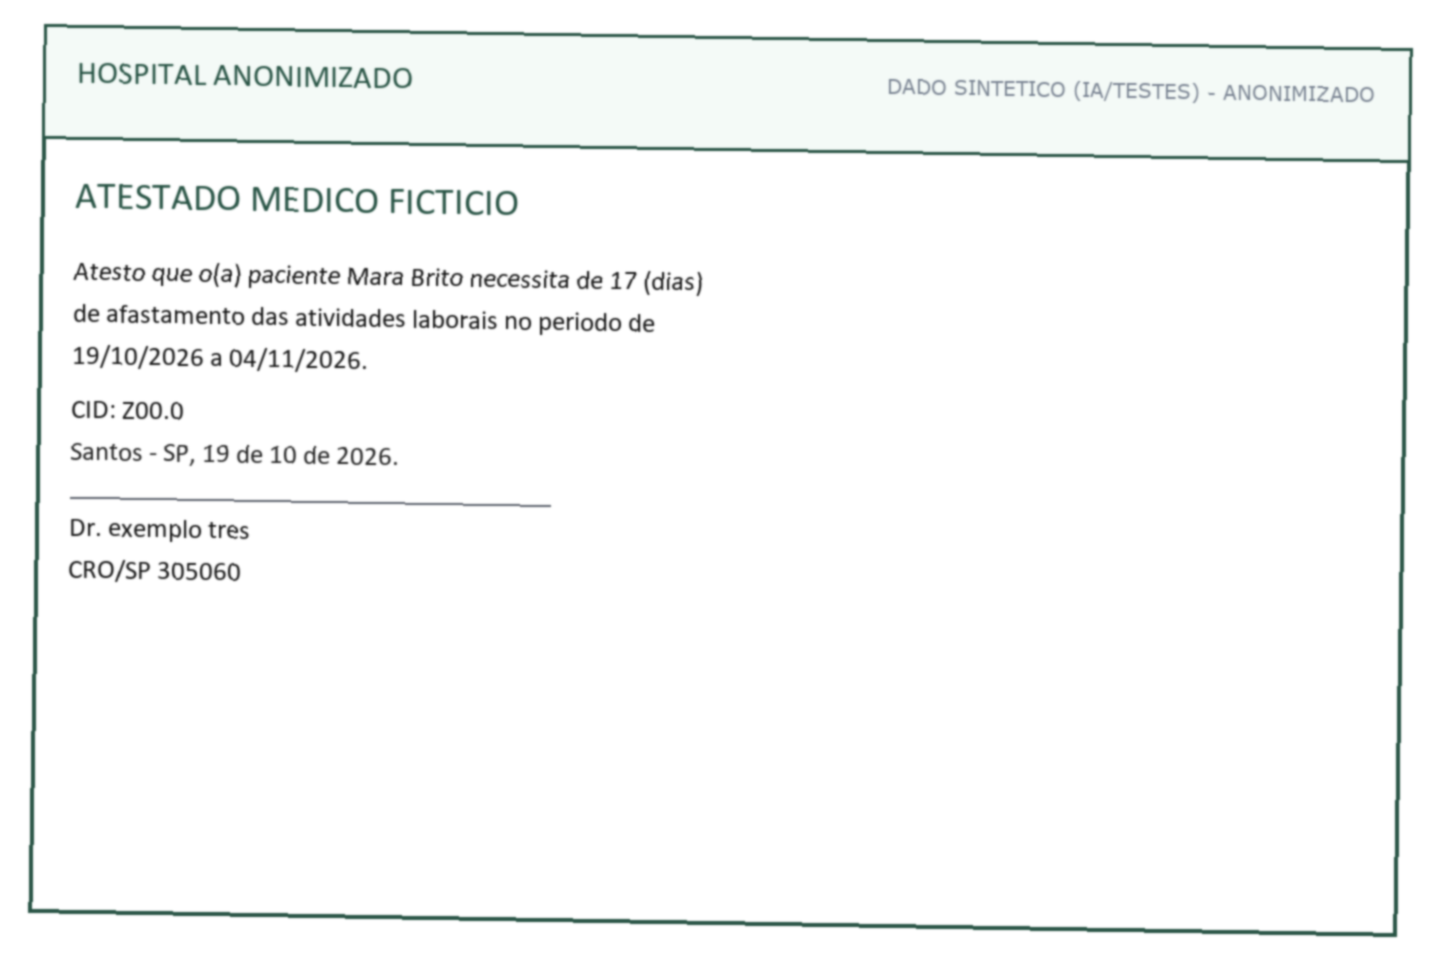 HOSPITAL ANONIMIZADO
DADO SINTETICO (IA/TESTES) - ANONIMIZADO
ATESTADO MEDICO FICTICIO
Atesto que o(a) paciente Mara Brito necessita de 17 (dias)
de afastamento das atividades laborais no periodo de
19/10/2026 a 04/11/2026.
CID: Z00.0
Santos - SP, 19 de 10 de 2026.
Dr. exemplo tres
CRO/SP 305060